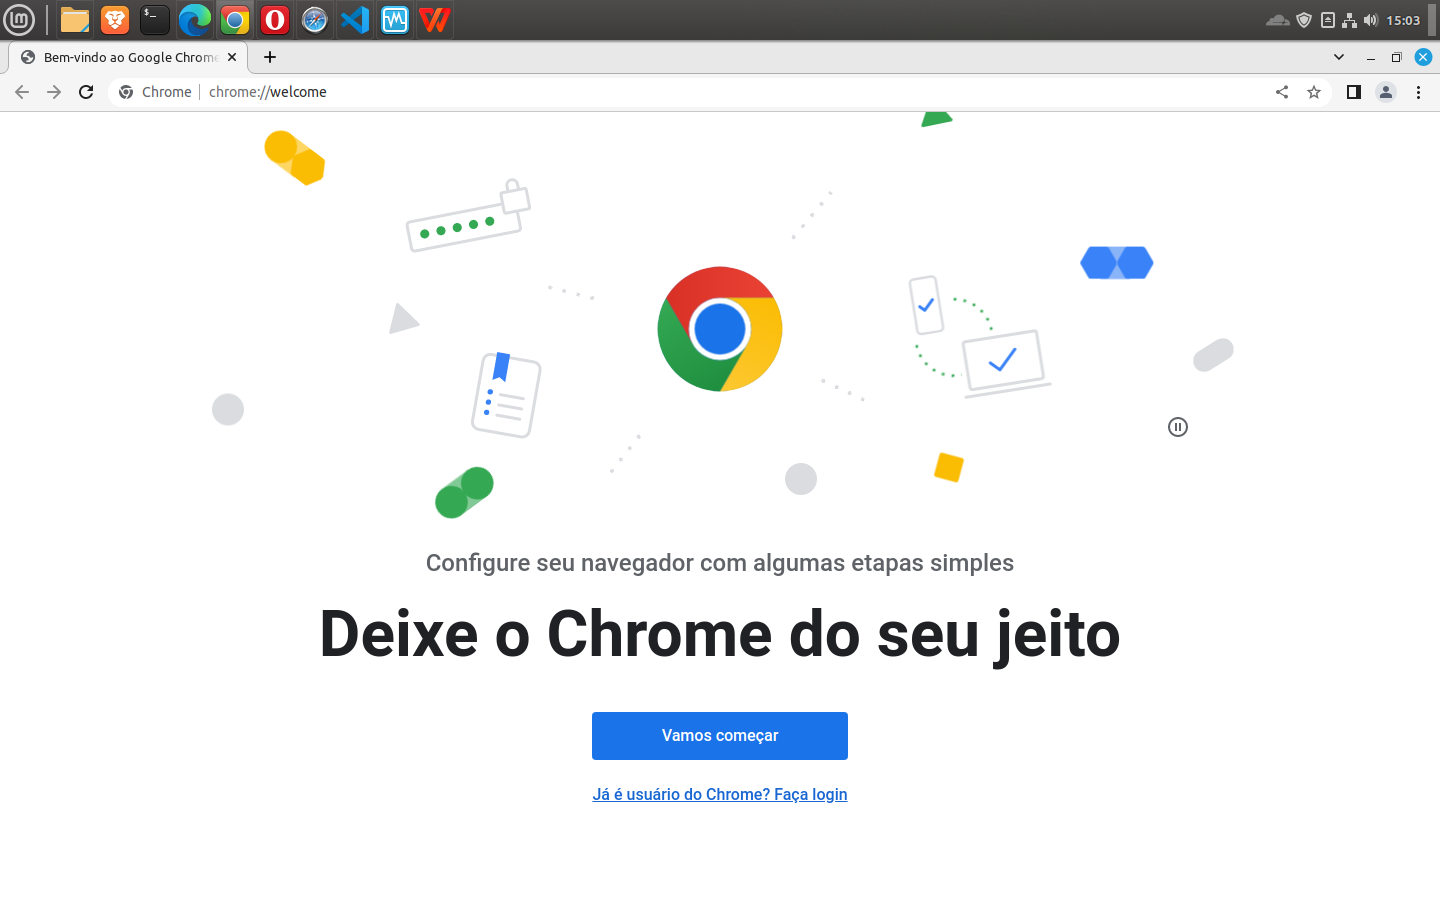 15:03
Bem-vindo ao Google Chrome
Chrome
chrome://welcome
Configure seu navegador com algumas etapas simples
Deixe o Chrome do seu jeito
Vamos começar
Já é usuário do Chrome? Faça login